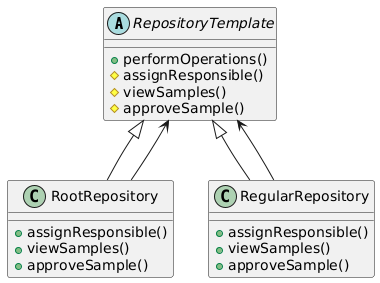 A RepositoryTemplate
performOperations()
assignResponsible()
viewSamples()
approveSample()
C RootRepository
assignResponsible()
viewSamples()
approveSample()
C RegularRepository
assignResponsible()
viewSamples()
approveSample()